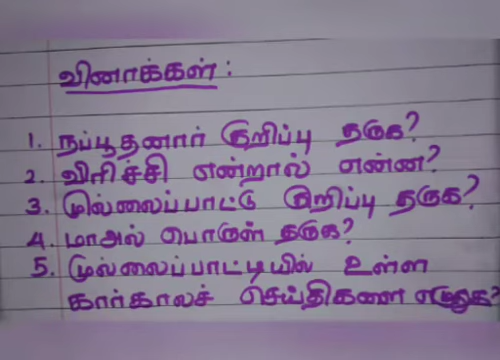 வினாக்கள் :
1. நப்பூதனார் குறிப்பு தருக?
2. விரிச்சி என்றால் என்ன?
3. முல்லைப்பாட்டு குறிப்பு தருக?
4. மாஅல் பொருள் தருக?
5. முல்லைப்பாட்டியில் உள்ள
கார்காலச் செய்திகளை எழுதுக?